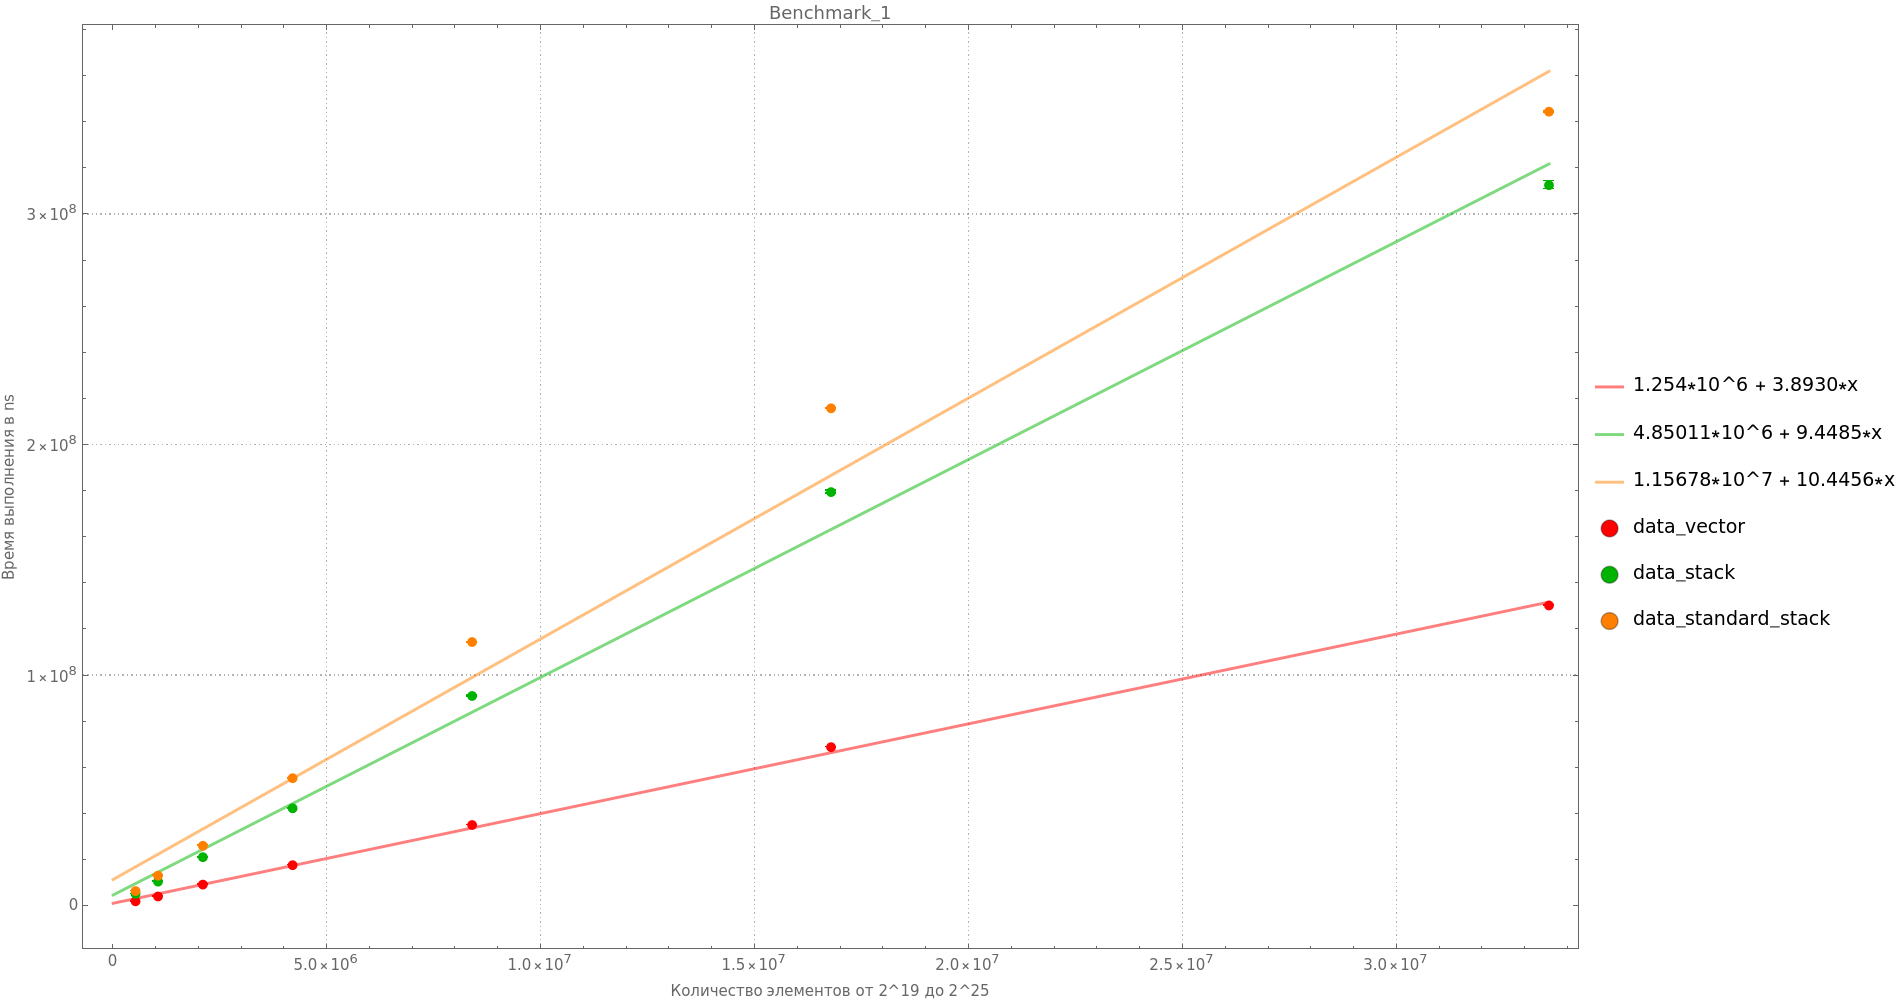 Benchmark_1
Время выполнения в ns
3×10^8
2×10^8
1×10^8
0
0
5.0×10^6
1.0×10^7
1.5×10^7
2.0×10^7
2.5×10^7
3.0×10^7
Количество элементов от 2^19 до 2^25
1.254*10^6 + 3.8930*x
4.85011*10^6 + 9.4485*x
1.15678*10^7 + 10.4456*x
data_vector
data_stack
data_standard_stack